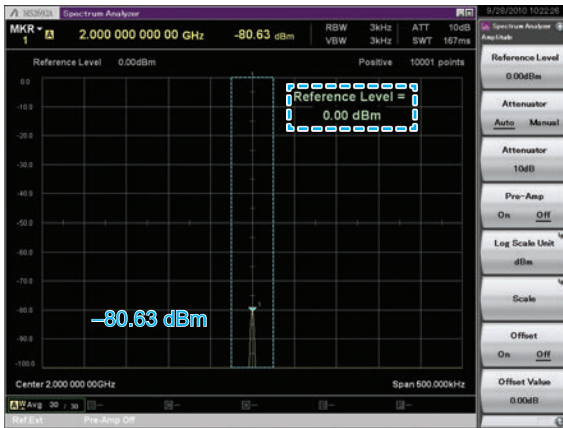 MS2692A Spectrum Analyzer
9/28/2010 10:22:26
MKR 1 A 2.000 000 000 00 GHz -80.63 dBm
RBW 3kHz ATT 10dB
VBW 3kHz SWT 167ms
Reference Level 0.00dBm Positive 10001 points
0.0
-10.0
-20.0
-30.0
-40.0
-50.0
-60.0
-70.0
-80.0
-90.0
-100.0
Reference Level =
0.00 dBm
1
–80.63 dBm
Center 2.000 000 00GHz Span 500.000kHz
A W Avg 30 / 30
Ref.Ext Pre-Amp Off
Spectrum Analyzer
Amplitude
Reference Level
0.00dBm
Attenuator
Auto Manual
Attenuator
10dB
Pre-Amp
On Off
Log Scale Unit
dBm
Scale
Offset
On Off
Offset Value
0.00dB